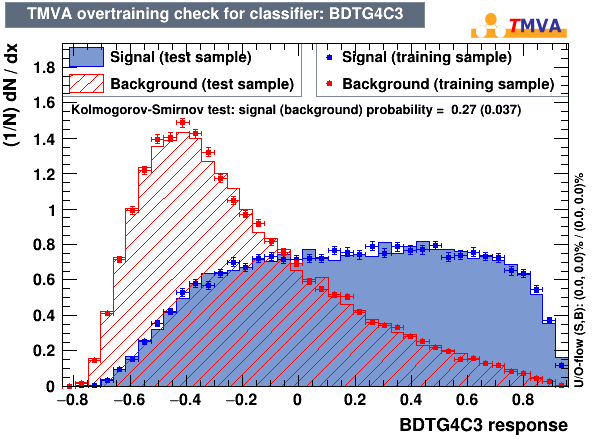 TMVA overtraining check for classifier: BDTG4C3
TMVA
Signal (test sample)
Background (test sample)
Signal (training sample)
Background (training sample)
Kolmogorov-Smirnov test: signal (background) probability = 0.27 (0.037)
(1/N) dN / dx
1.8
1.6
1.4
1.2
1
0.8
0.6
0.4
0.2
0
−0.8 −0.6 −0.4 −0.2 0 0.2 0.4 0.6 0.8
BDTG4C3 response
U/O-flow (S,B): (0.0, 0.0)% / (0.0, 0.0)%